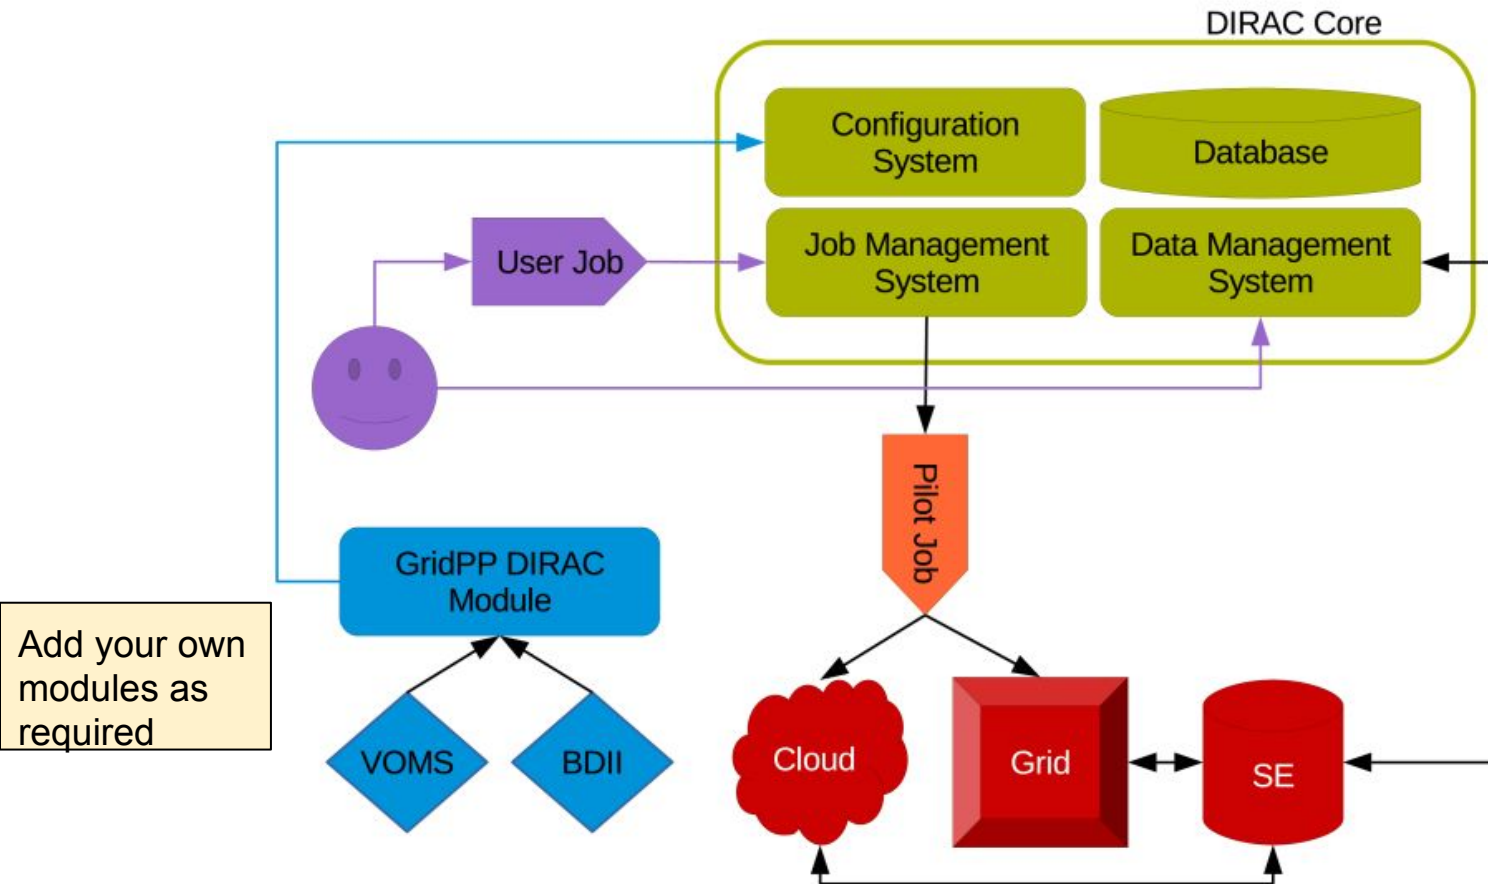 DIRAC Core
Configuration
System
Database
User Job
Job Management
System
Data Management
System
Pilot Job
GridPP DIRAC
Module
Add your own
modules as
required
VOMS
BDII
Cloud
Grid
SE